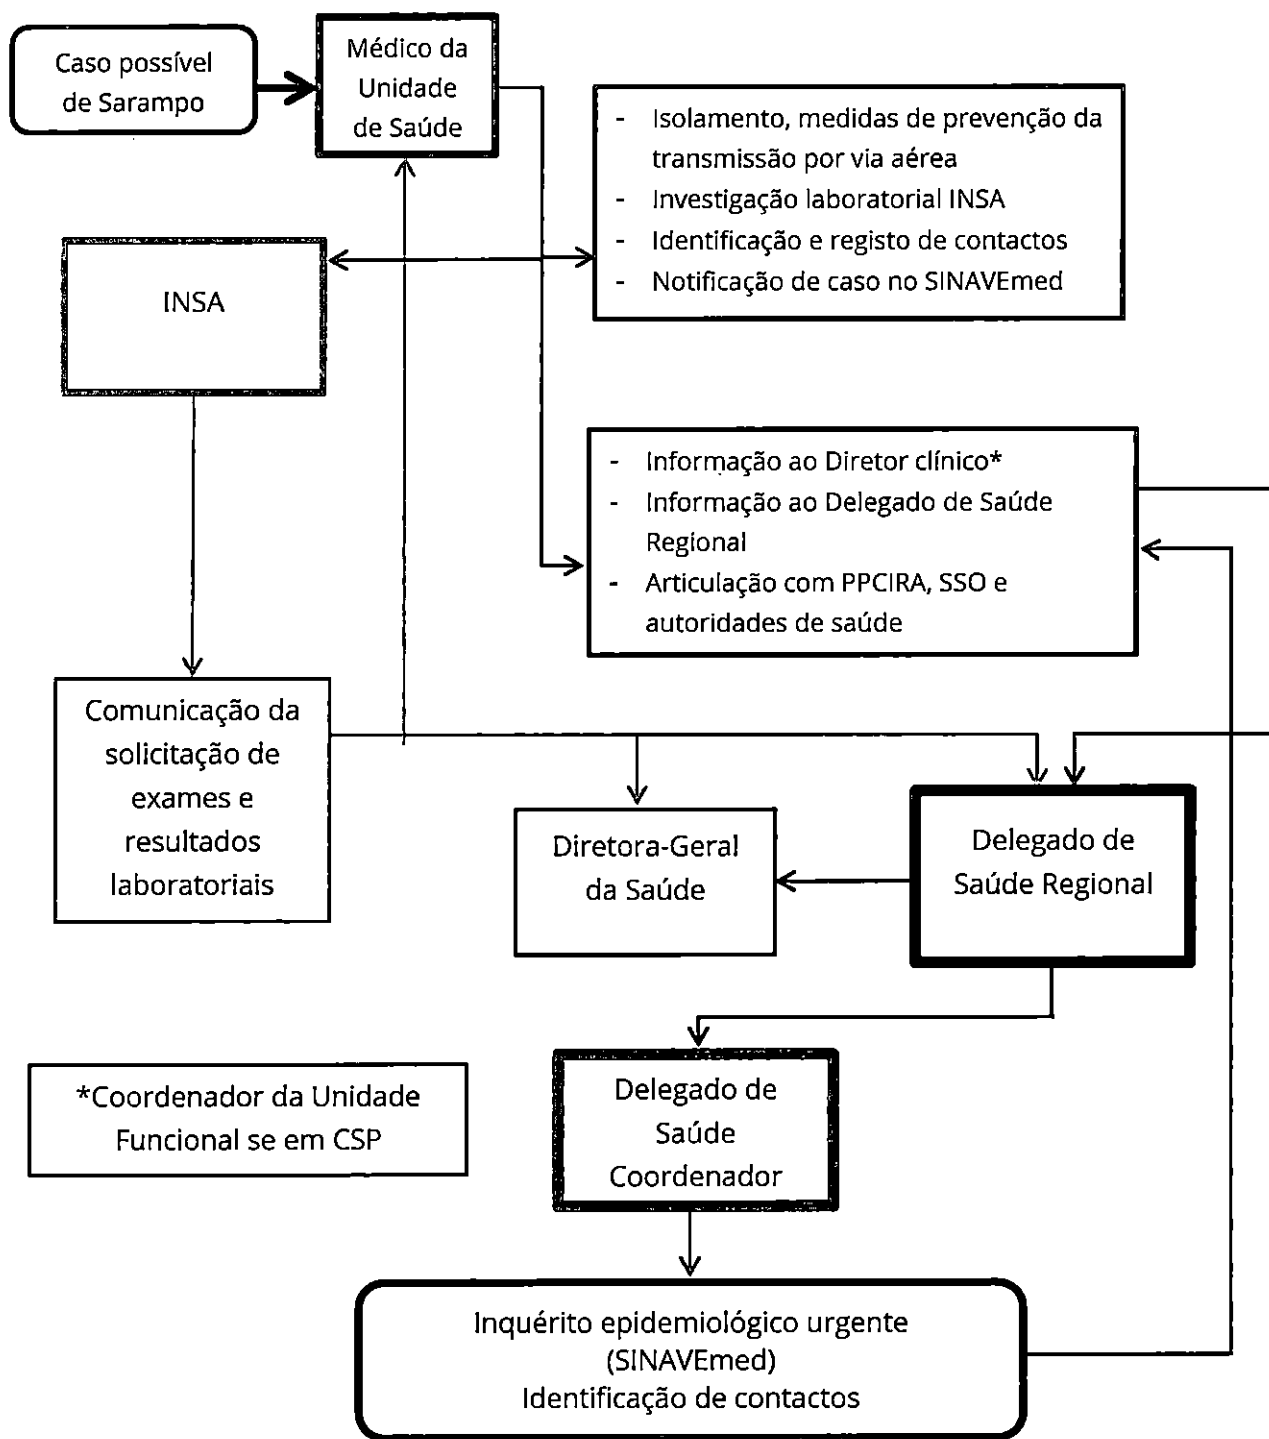 Caso possível
de Sarampo
Médico da
Unidade
de Saúde
- Isolamento, medidas de prevenção da
transmissão por via aérea
- Investigação laboratorial INSA
- Identificação e registo de contactos
- Notificação de caso no SINAVEmed
INSA
- Informação ao Diretor clínico*
- Informação ao Delegado de Saúde
Regional
- Articulação com PPCIRA, SSO e
autoridades de saúde
Comunicação da
solicitação de
exames e
resultados
laboratoriais
Diretora-Geral
da Saúde
Delegado de
Saúde Regional
*Coordenador da Unidade
Funcional se em CSP
Delegado de
Saúde
Coordenador
Inquérito epidemiológico urgente
(SINAVEmed)
Identificação de contactos